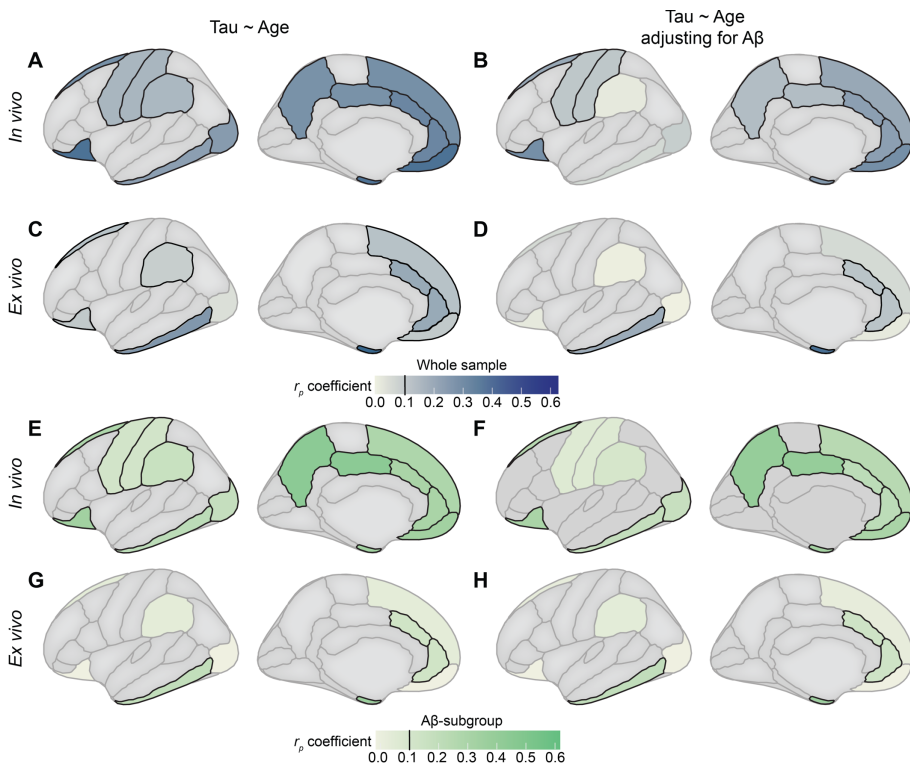 Tau ~ Age
Tau ~ Age
adjusting for Aβ
A
B
In vivo
C
D
Ex vivo
Whole sample
rp coefficient
0.0 0.1 0.2 0.3 0.4 0.5 0.6
E
F
In vivo
G
H
Ex vivo
Aβ-subgroup
rp coefficient
0.0 0.1 0.2 0.3 0.4 0.5 0.6